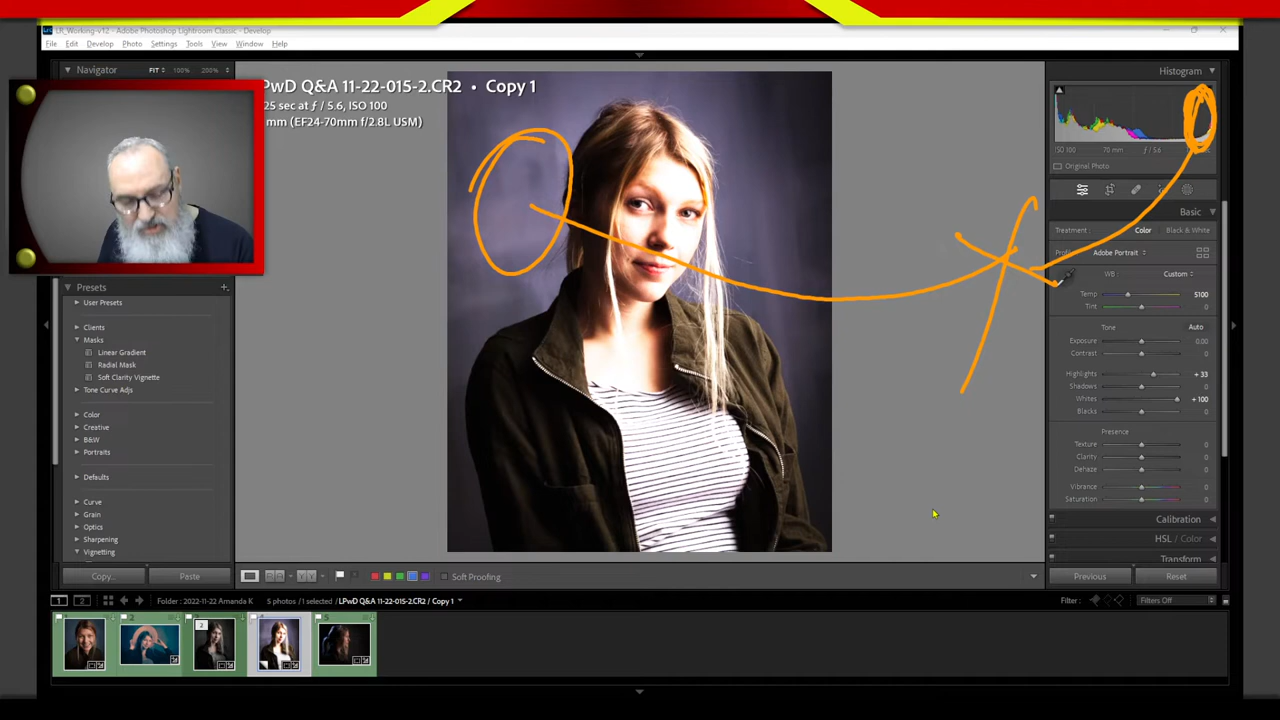 LR_Working-v12 - Adobe Photoshop Lightroom Classic - Develop
File Edit Develop Photo Settings Tools View Window Help
Navigator FIT 100% 200%
PwD Q&A 11-22-015-2.CR2 • Copy 1
25 sec at ƒ / 5.6, ISO 100
mm (EF24-70mm f/2.8L USM)
Histogram
ISO 100 70 mm ƒ / 5.6
Original Photo
Basic
Treatment: Color Black & White
Adobe Portrait
WB: Custom
Temp 5100
Tint 0
Tone Auto
Exposure 0.00
Contrast 0
Highlights + 33
Shadows 0
Whites + 100
Blacks 0
Presence
Texture 0
Clarity 0
Dehaze 0
Vibrance 0
Saturation 0
Calibration
HSL / Color
Transform
Previous Reset
Presets
User Presets
Clients
Masks
Linear Gradient
Radial Mask
Soft Clarity Vignette
Tone Curve Adjs
Color
Creative
B&W
Portraits
Defaults
Curve
Grain
Optics
Sharpening
Vignetting
Copy... Paste
Soft Proofing
1 2 Folder : 2022-11-22 Amanda K 5 photos / 1 selected / LPwD Q&A 11-22-015-2.CR2 / Copy 1 Filter : Filters Off
2
2
5